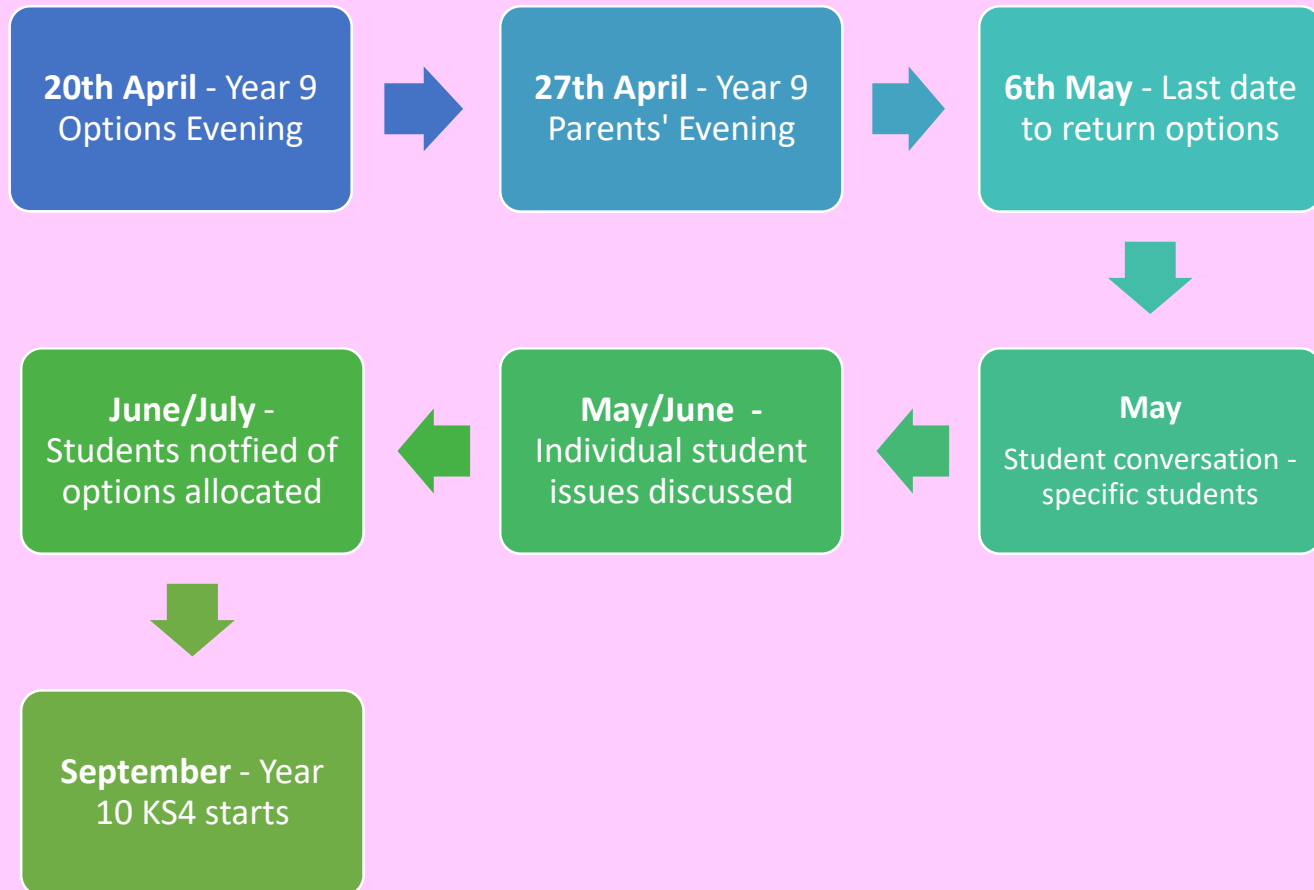 20th April - Year 9
Options Evening
27th April - Year 9
Parents' Evening
6th May - Last date
to return options
May
Student conversation -
specific students
May/June  -
Individual student
issues discussed
June/July -
Students notfied of
options allocated
September - Year
10 KS4 starts